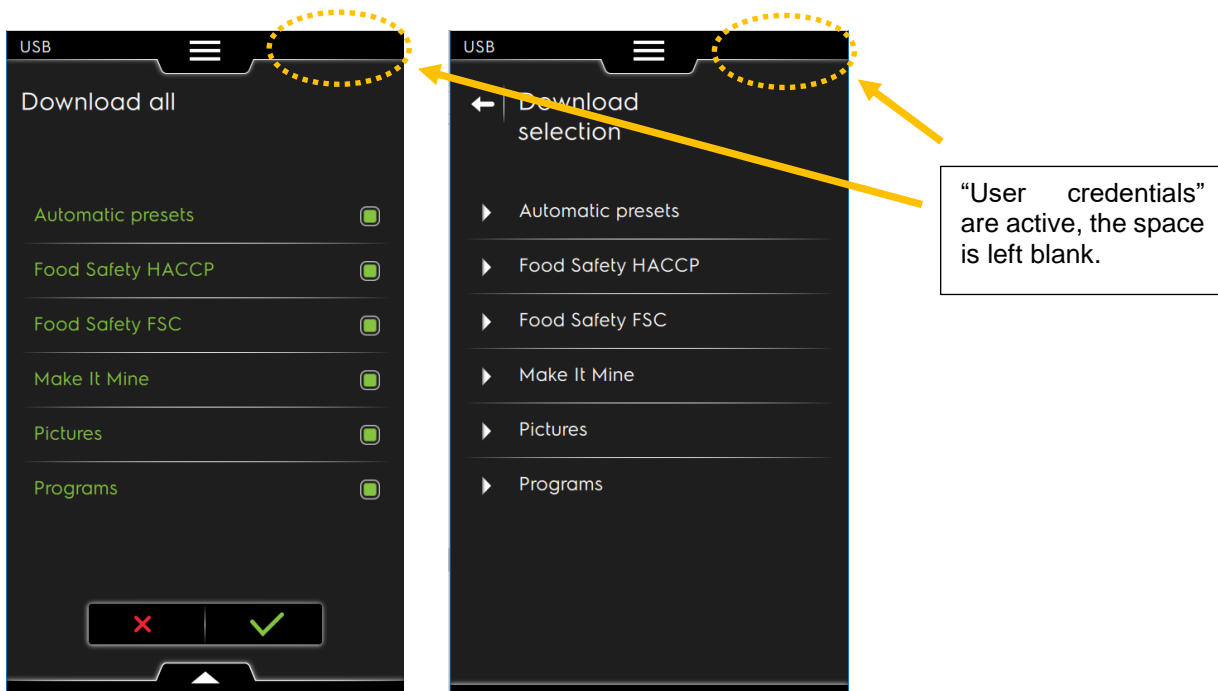 USB
Download all
Automatic presets
Food Safety HACCP
Food Safety FSC
Make It Mine
Pictures
Programs
USB
Download
selection
Automatic presets
Food Safety HACCP
Food Safety FSC
Make It Mine
Pictures
Programs
“User credentials”
are active, the space
is left blank.